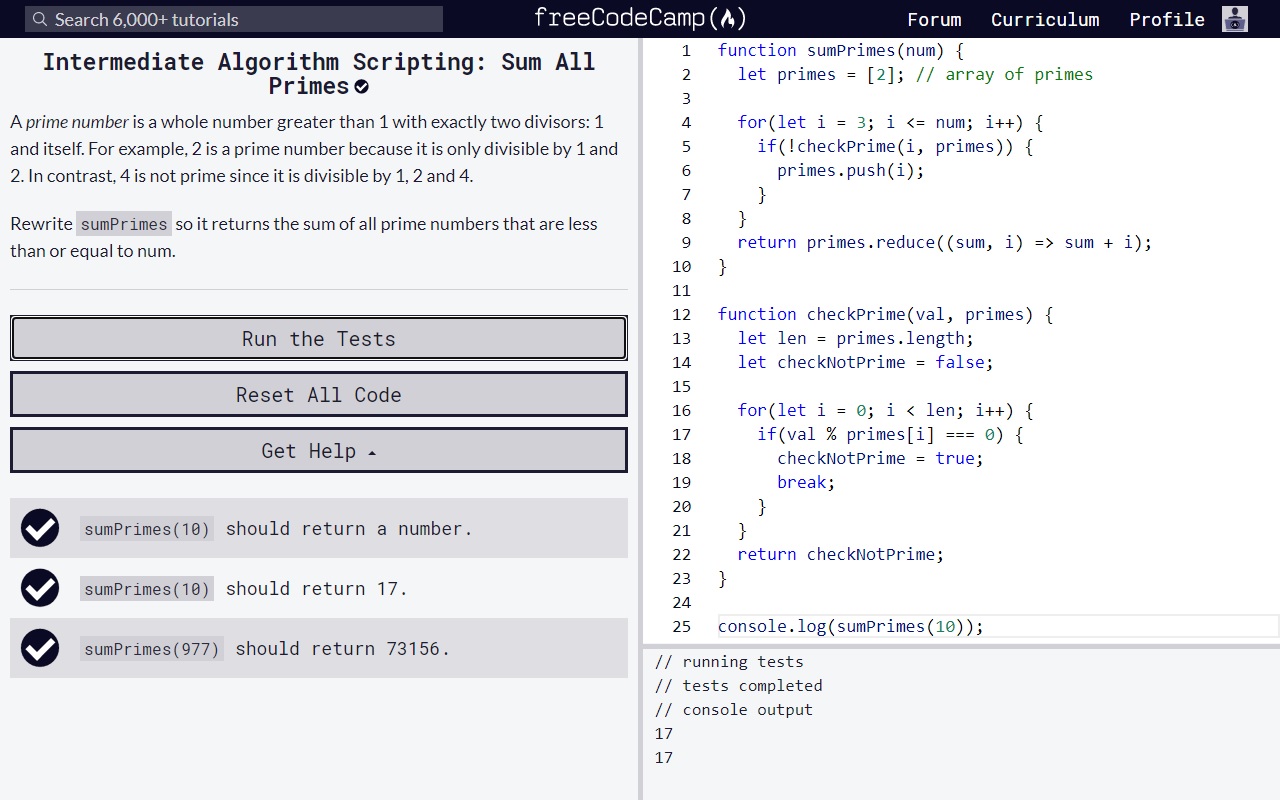 Search 6,000+ tutorials
freeCodeCamp
Forum
Curriculum
Profile
Intermediate Algorithm Scripting: Sum All
Primes
A prime number is a whole number greater than 1 with exactly two divisors: 1
and itself. For example, 2 is a prime number because it is only divisible by 1 and
2. In contrast, 4 is not prime since it is divisible by 1, 2 and 4.
Rewrite sumPrimes so it returns the sum of all prime numbers that are less
than or equal to num.
Run the Tests
Reset All Code
Get Help
sumPrimes(10) should return a number.
sumPrimes(10) should return 17.
sumPrimes(977) should return 73156.
1 function sumPrimes(num) {
2   let primes = [2]; // array of primes
3
4   for(let i = 3; i <= num; i++) {
5     if(!checkPrime(i, primes)) {
6       primes.push(i);
7     }
8   }
9   return primes.reduce((sum, i) => sum + i);
10 }
11
12 function checkPrime(val, primes) {
13   let len = primes.length;
14   let checkNotPrime = false;
15
16   for(let i = 0; i < len; i++) {
17     if(val % primes[i] === 0) {
18       checkNotPrime = true;
19       break;
20     }
21   }
22   return checkNotPrime;
23 }
24
25 console.log(sumPrimes(10));
// running tests
// tests completed
// console output
17
17